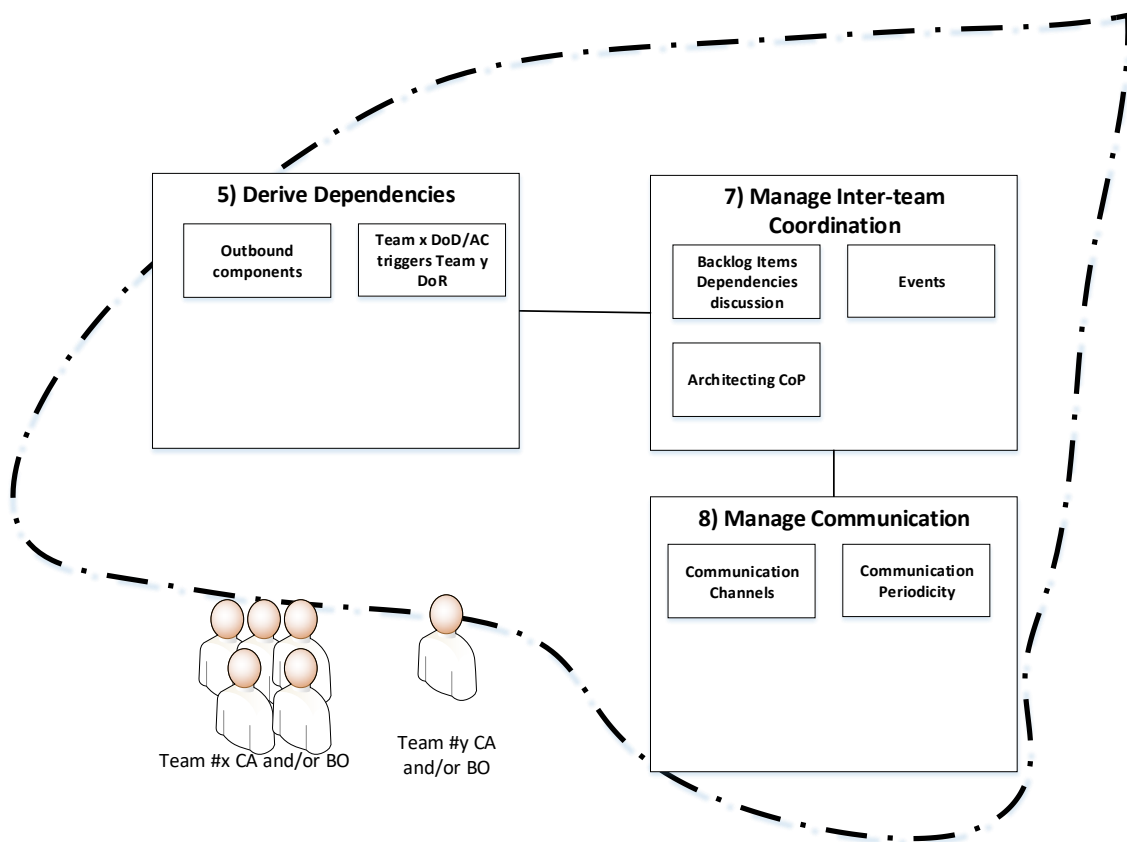 5) Derive Dependencies
Outbound
components
Team x DoD/AC
triggers Team y
DoR
7) Manage Inter-team
Coordination
Backlog Items
Dependencies
discussion
Events
Architecting CoP
8) Manage Communication
Communication
Channels
Communication
Periodicity
Team #x CA and/or BO
Team #y CA
and/or BO